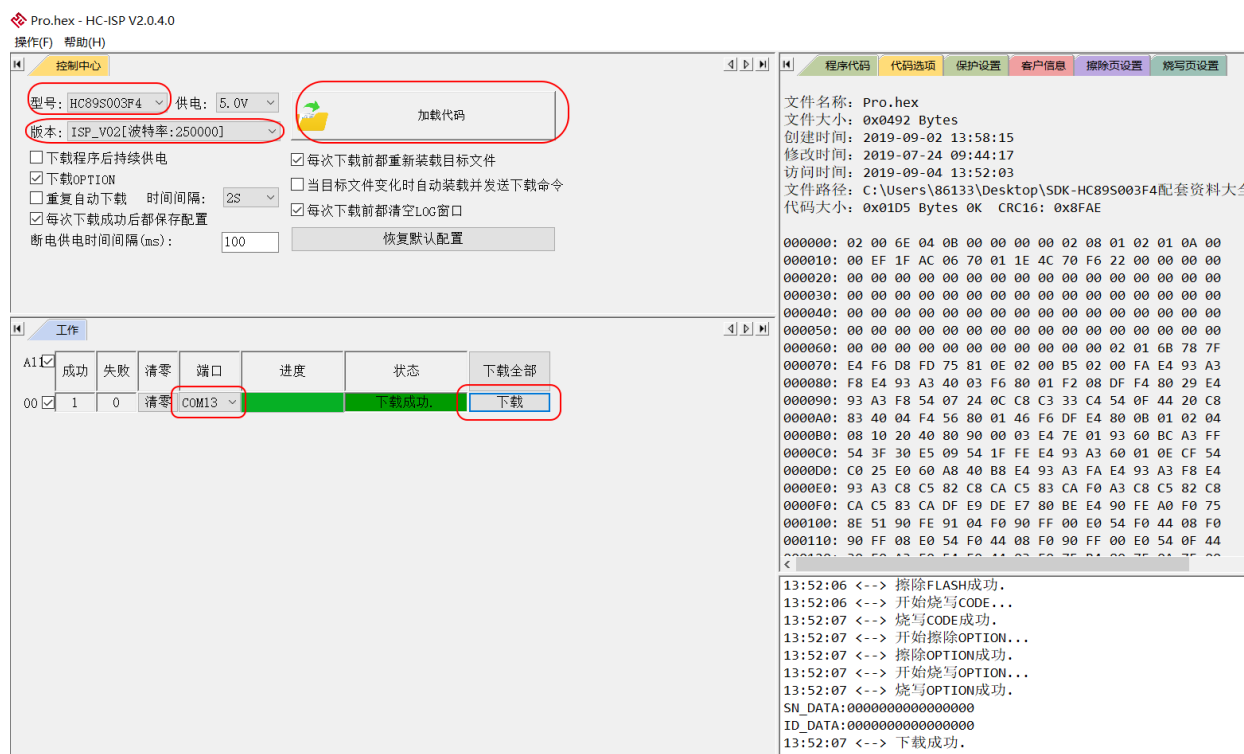 Pro.hex - HC-ISP V2.0.4.0
操作(F) 帮助(H)
控制中心
型号: HC89S003F4 供电: 5.0V
版本: ISP_V02[波特率:250000]
加载代码
下载程序后持续供电
下载OPTION
重复自动下载 时间间隔: 2S
每次下载成功后都保存配置
断电供电时间间隔(ms): 100
每次下载前都重新装载目标文件
当目标文件变化时自动装载并发送下载命令
每次下载前都清空LOG窗口
恢复默认配置
工作
All 成功 失败 清零 端口 进度 状态 下载全部
00 1 0 清零 COM13 下载成功. 下载
程序代码 代码选项 保护设置 客户信息 擦除页设置 烧写页设置
文件名称: Pro.hex
文件大小: 0x0492 Bytes
创建时间: 2019-09-02 13:58:15
修改时间: 2019-07-24 09:44:17
访问时间: 2019-09-04 13:52:03
文件路径: C:\Users\86133\Desktop\SDK-HC89S003F4配套资料大全
代码大小: 0x01D5 Bytes OK CRC16: 0x8FAE
000000: 02 00 6E 04 0B 00 00 00 00 02 08 01 02 01 0A 00
000010: 00 EF 1F AC 06 70 01 1E 4C 70 F6 22 00 00 00 00
000020: 00 00 00 00 00 00 00 00 00 00 00 00 00 00 00 00
000030: 00 00 00 00 00 00 00 00 00 00 00 00 00 00 00 00
000040: 00 00 00 00 00 00 00 00 00 00 00 00 00 00 00 00
000050: 00 00 00 00 00 00 00 00 00 00 00 00 00 00 00 00
000060: 00 00 00 00 00 00 00 00 00 00 00 02 01 6B 78 7F
000070: E4 F6 D8 FD 75 81 0E 02 00 B5 02 00 FA E4 93 A3
000080: F8 E4 93 A3 40 03 F6 80 01 F2 08 DF F4 80 29 E4
000090: 93 A3 F8 54 07 24 0C C8 C3 33 C4 54 0F 44 20 C8
0000A0: 83 40 04 F4 56 80 01 46 F6 DF E4 80 0B 01 02 04
0000B0: 08 10 20 40 80 90 00 03 E4 7E 01 93 60 BC A3 FF
0000C0: 54 3F 30 E5 09 54 1F FE E4 93 A3 60 01 0E CF 54
0000D0: C0 25 E0 60 A8 40 B8 E4 93 A3 FA E4 93 A3 F8 E4
0000E0: 93 A3 C8 C5 82 C8 CA C5 83 CA F0 A3 C8 C5 82 C8
0000F0: CA C5 83 CA DF E9 DE E7 80 BE E4 90 FE A0 F0 75
000100: 8E 51 90 FE 91 04 F0 90 FF 00 E0 54 F0 44 08 F0
000110: 90 FF 08 E0 54 F0 44 08 F0 90 FF 00 E0 54 0F 44
13:52:06 <--> 擦除FLASH成功.
13:52:06 <--> 开始烧写CODE...
13:52:07 <--> 烧写CODE成功.
13:52:07 <--> 开始擦除OPTION...
13:52:07 <--> 擦除OPTION成功.
13:52:07 <--> 开始烧写OPTION...
13:52:07 <--> 烧写OPTION成功.
SN_DATA:0000000000000000
ID_DATA:0000000000000000
13:52:07 <--> 下载成功.